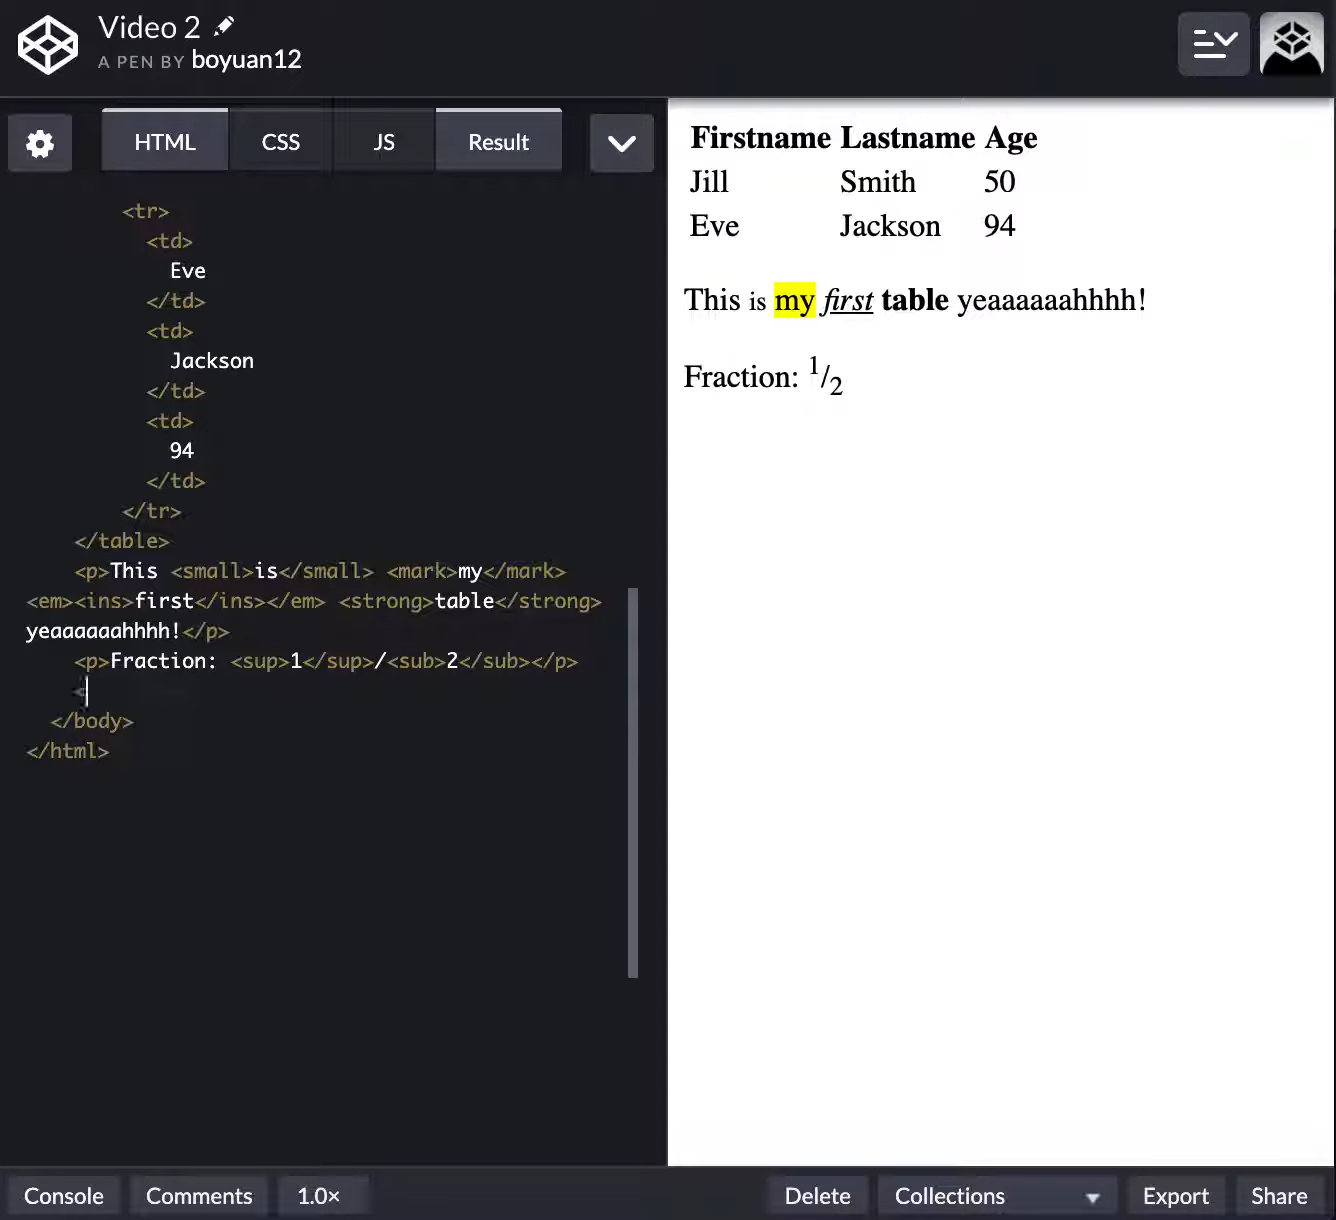 Video 2
A PEN BY boyuan12
HTML CSS JS Result
<tr>
<td>
Eve
</td>
<td>
Jackson
</td>
<td>
94
</td>
</tr>
</table>
<p>This <small>is</small> <mark>my</mark>
<em><ins>first</ins></em> <strong>table</strong>
yeaaaaaahhhh!</p>
<p>Fraction: <sup>1</sup>/<sub>2</sub></p>
<
</body>
</html>
Firstname Lastname Age
Jill Smith 50
Eve Jackson 94
This is my first table yeaaaaaahhhh!
Fraction: 1/2
Console Comments 1.0× Delete Collections Export Share